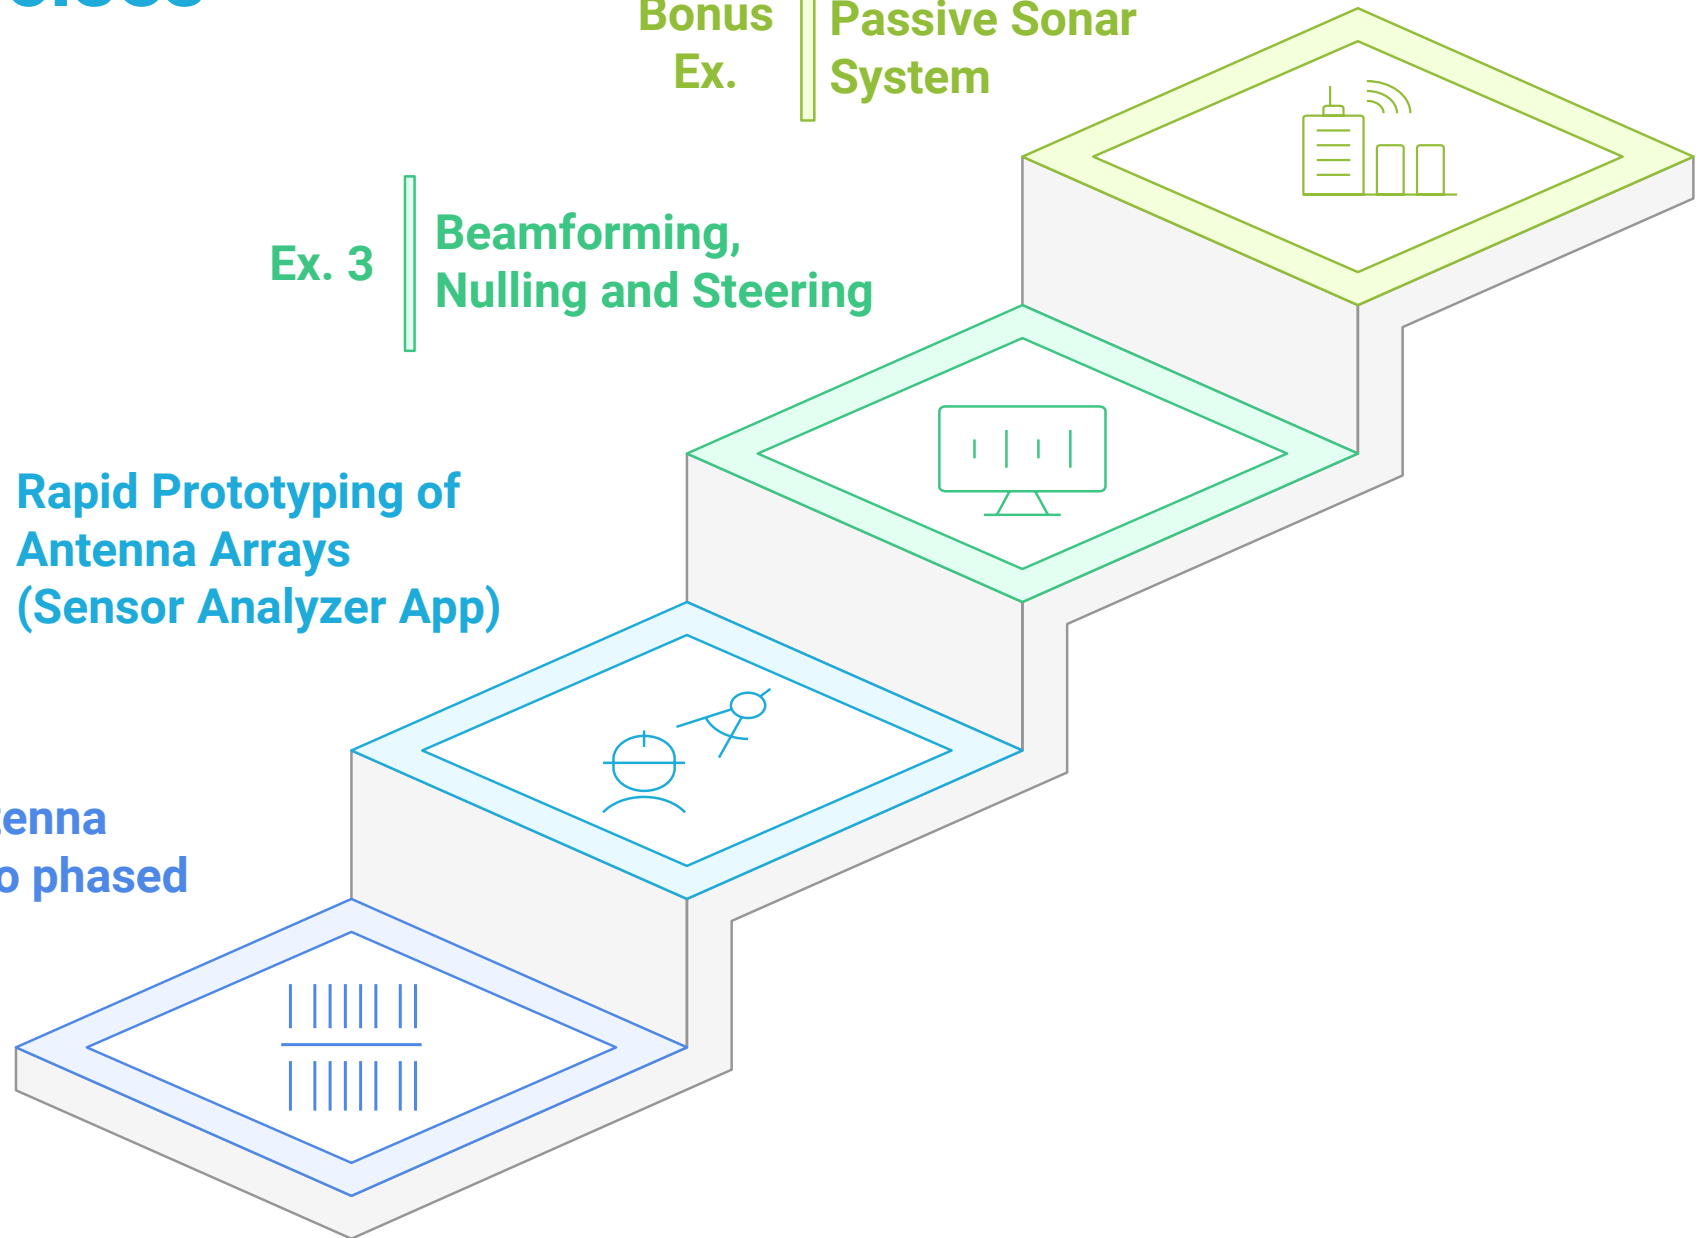 Bonus
Ex.
Passive Sonar
System
Ex. 3
Beamforming,
Nulling and Steering
Rapid Prototyping of
Antenna Arrays
(Sensor Analyzer App)
phased